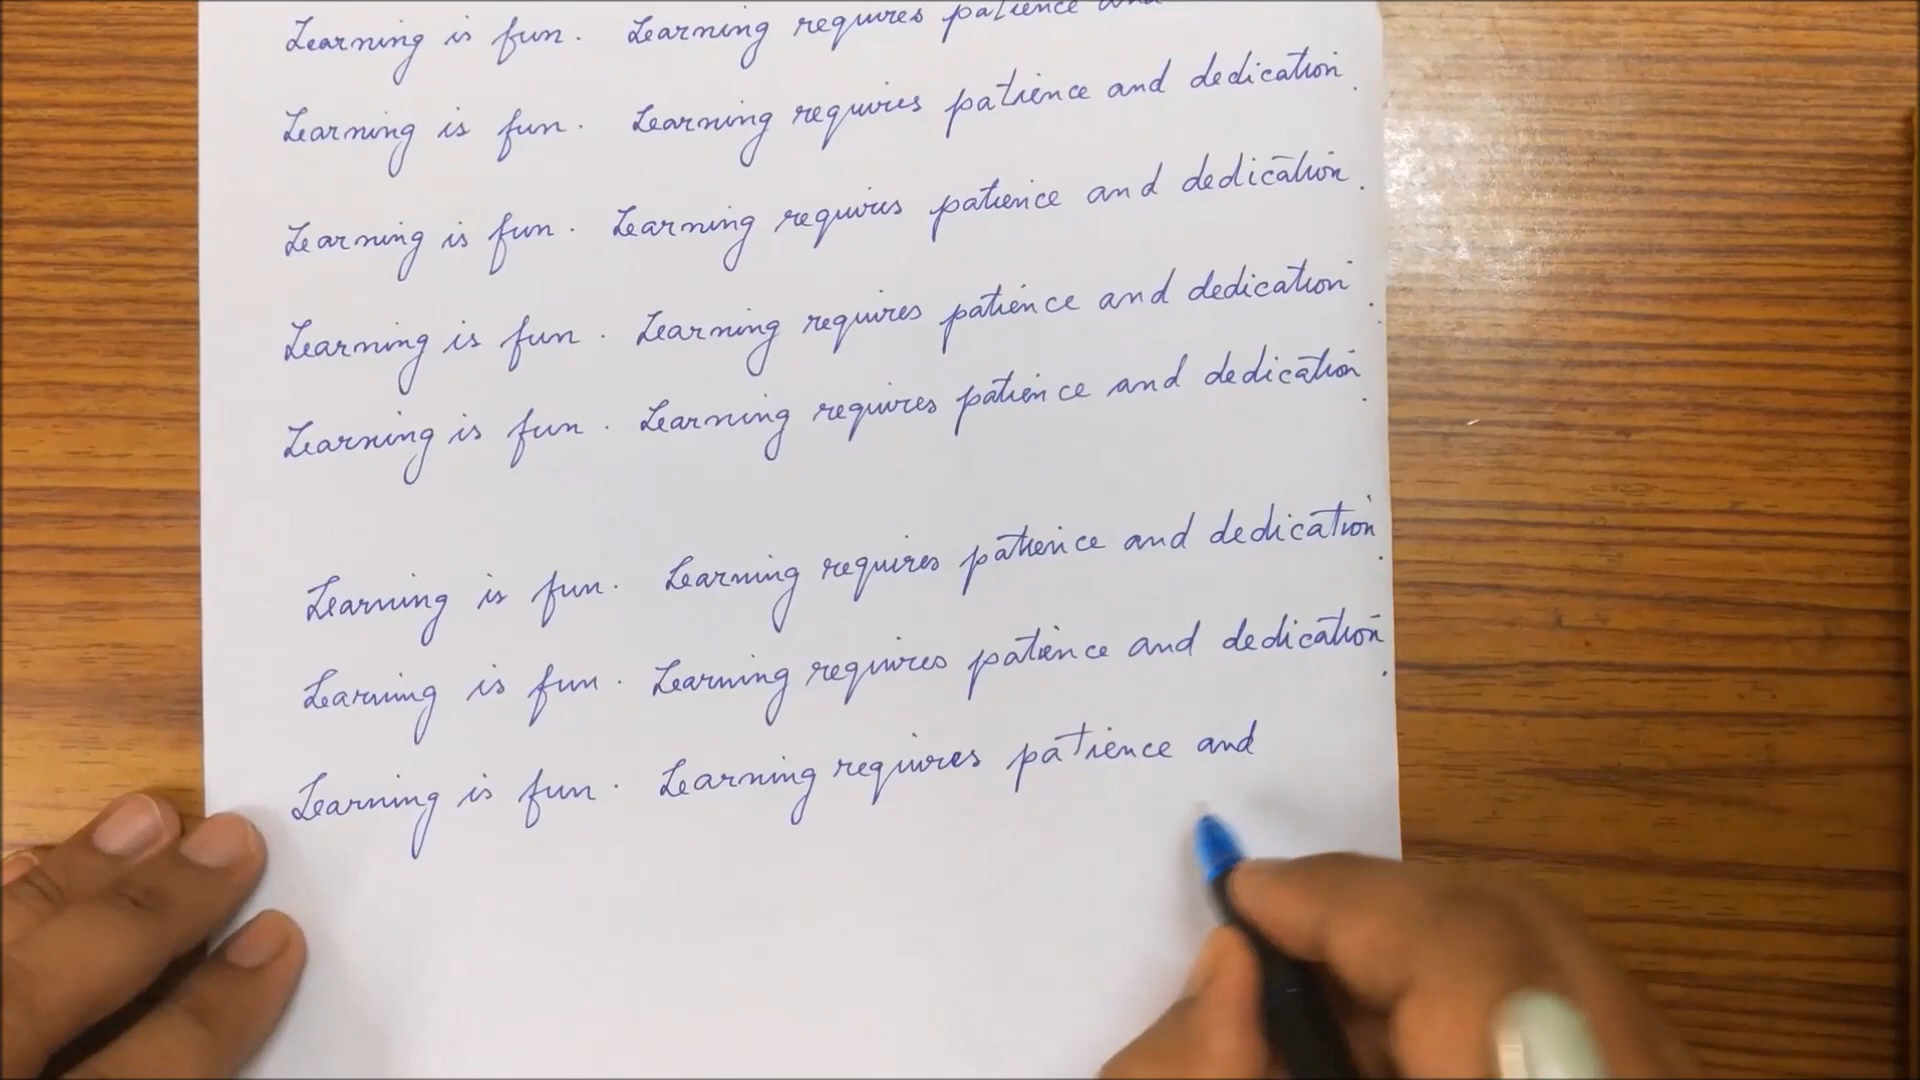 Learning is fun. Learning requires patience and
Learning is fun. Learning requires patience and dedication.
Learning is fun. Learning requires patience and dedication.
Learning is fun. Learning requires patience and dedication.
Learning is fun. Learning requires patience and dedication.
Learning is fun. Learning requires patience and dedication.
Learning is fun. Learning requires patience and dedication.
Learning is fun. Learning requires patience and